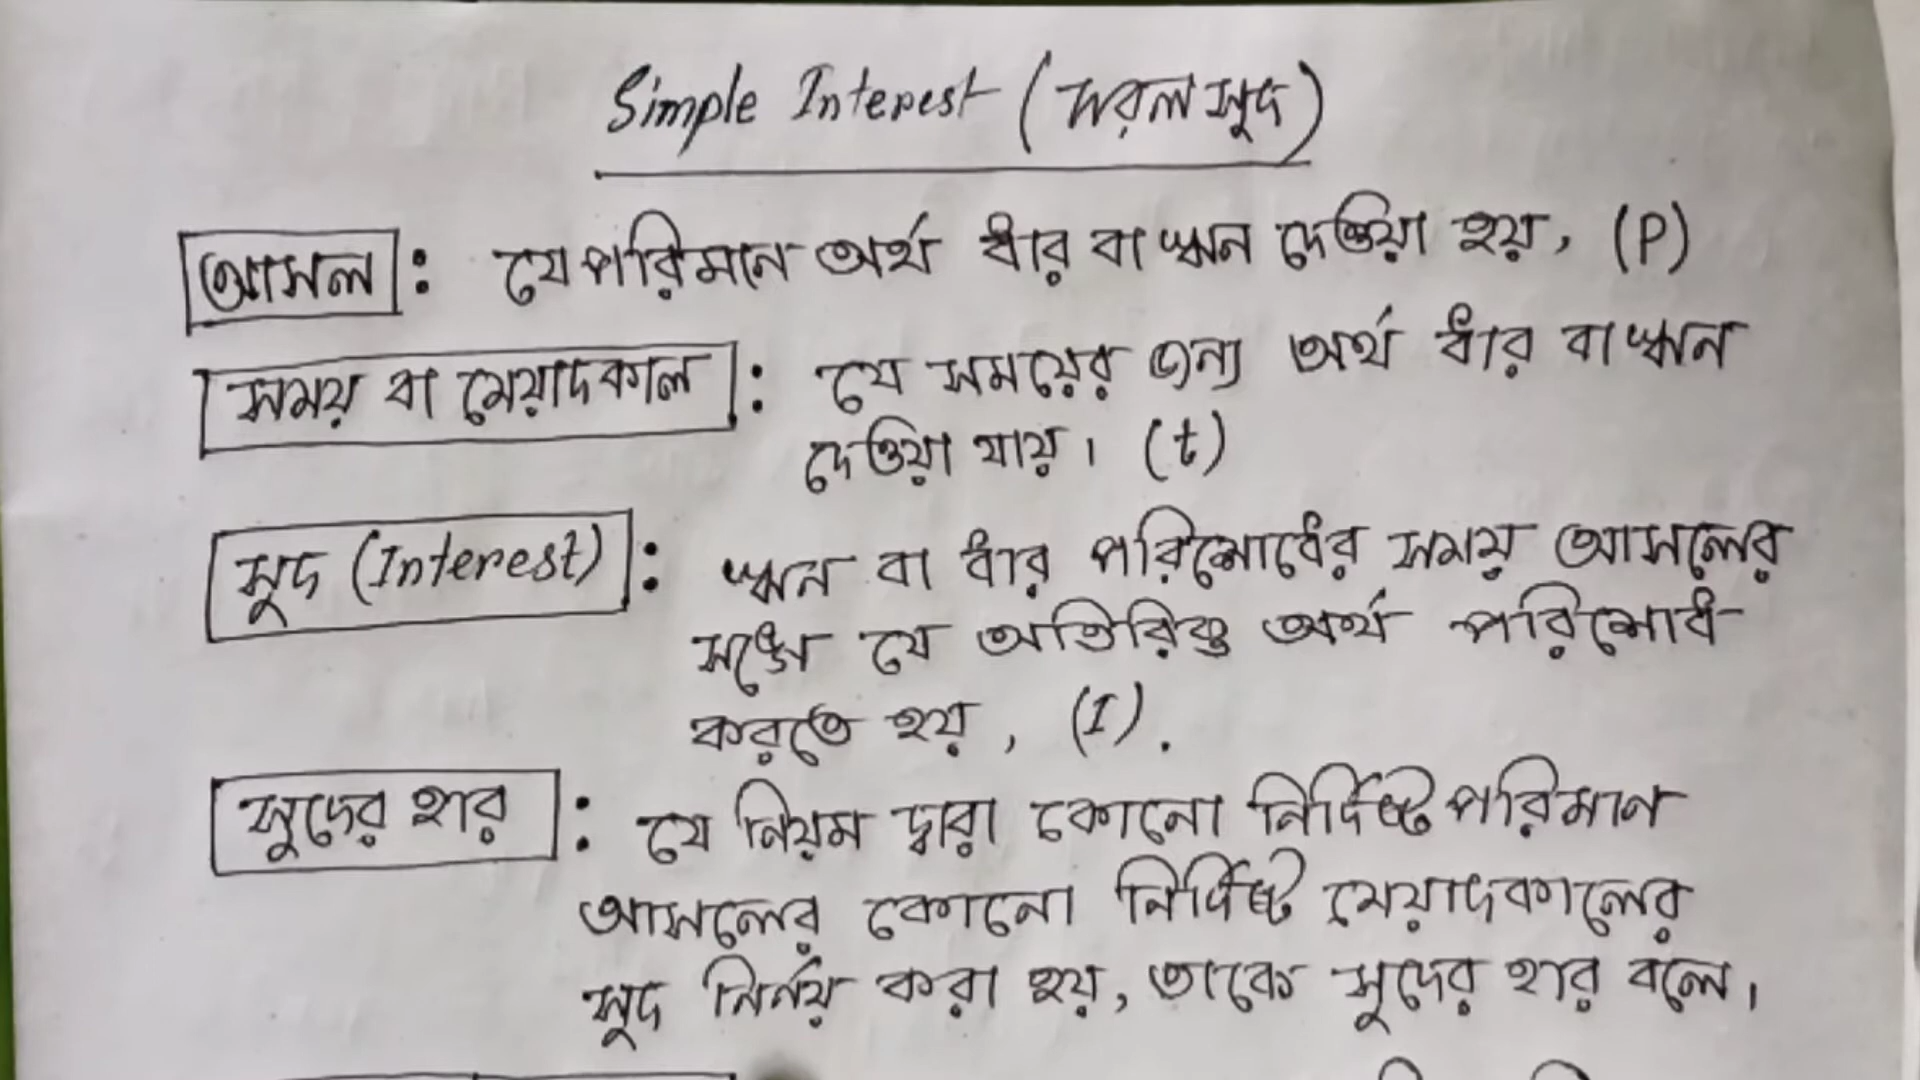 Simple Interest (সরল সুদ)
আসল : যে পরিমানে অর্থ ধার বা ঋন দেওয়া হয়, (P)
সময় বা মেয়াদকাল : যে সময়ের জন্য অর্থ ধার বা ঋন
দেওয়া যায়। (t)
সুদ (Interest) : ঋন বা ধার পরিশোধের সময় আসলের
সঙ্গে যে অতিরিক্ত অর্থ পরিশোধ
করতে হয়, (I).
সুদের হার : যে নিয়ম দ্বারা কোনো নির্দিষ্ট পরিমান
আসলের কোনো নির্দিষ্ট মেয়াদকালের
সুদ নির্নয় করা হয়, তাকে সুদের হার বলে।